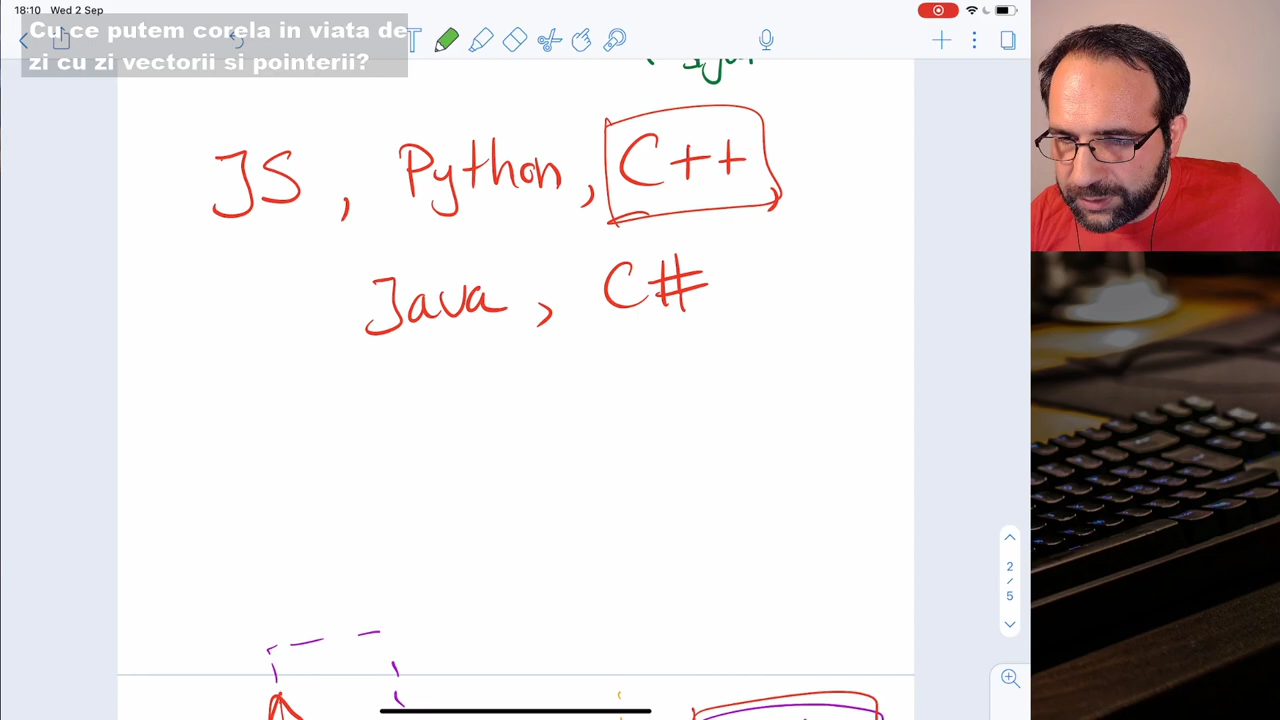 18:10 Wed 2 Sep
Cu ce putem corela in viata de
zi cu zi vectorii si pointerii?
JS, Python, C++
Java, C#
2
/
5